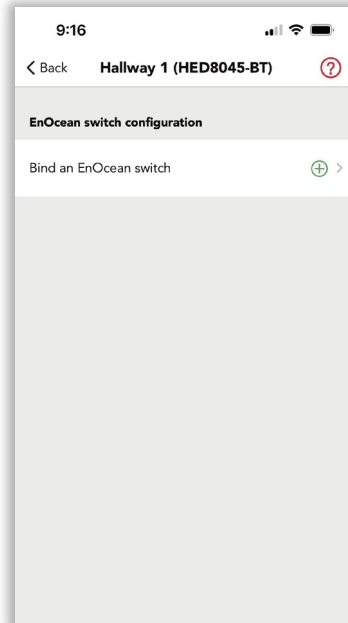 9:16
Back Hallway 1 (HED8045-BT) ?
EnOcean switch configuration
Bind an EnOcean switch